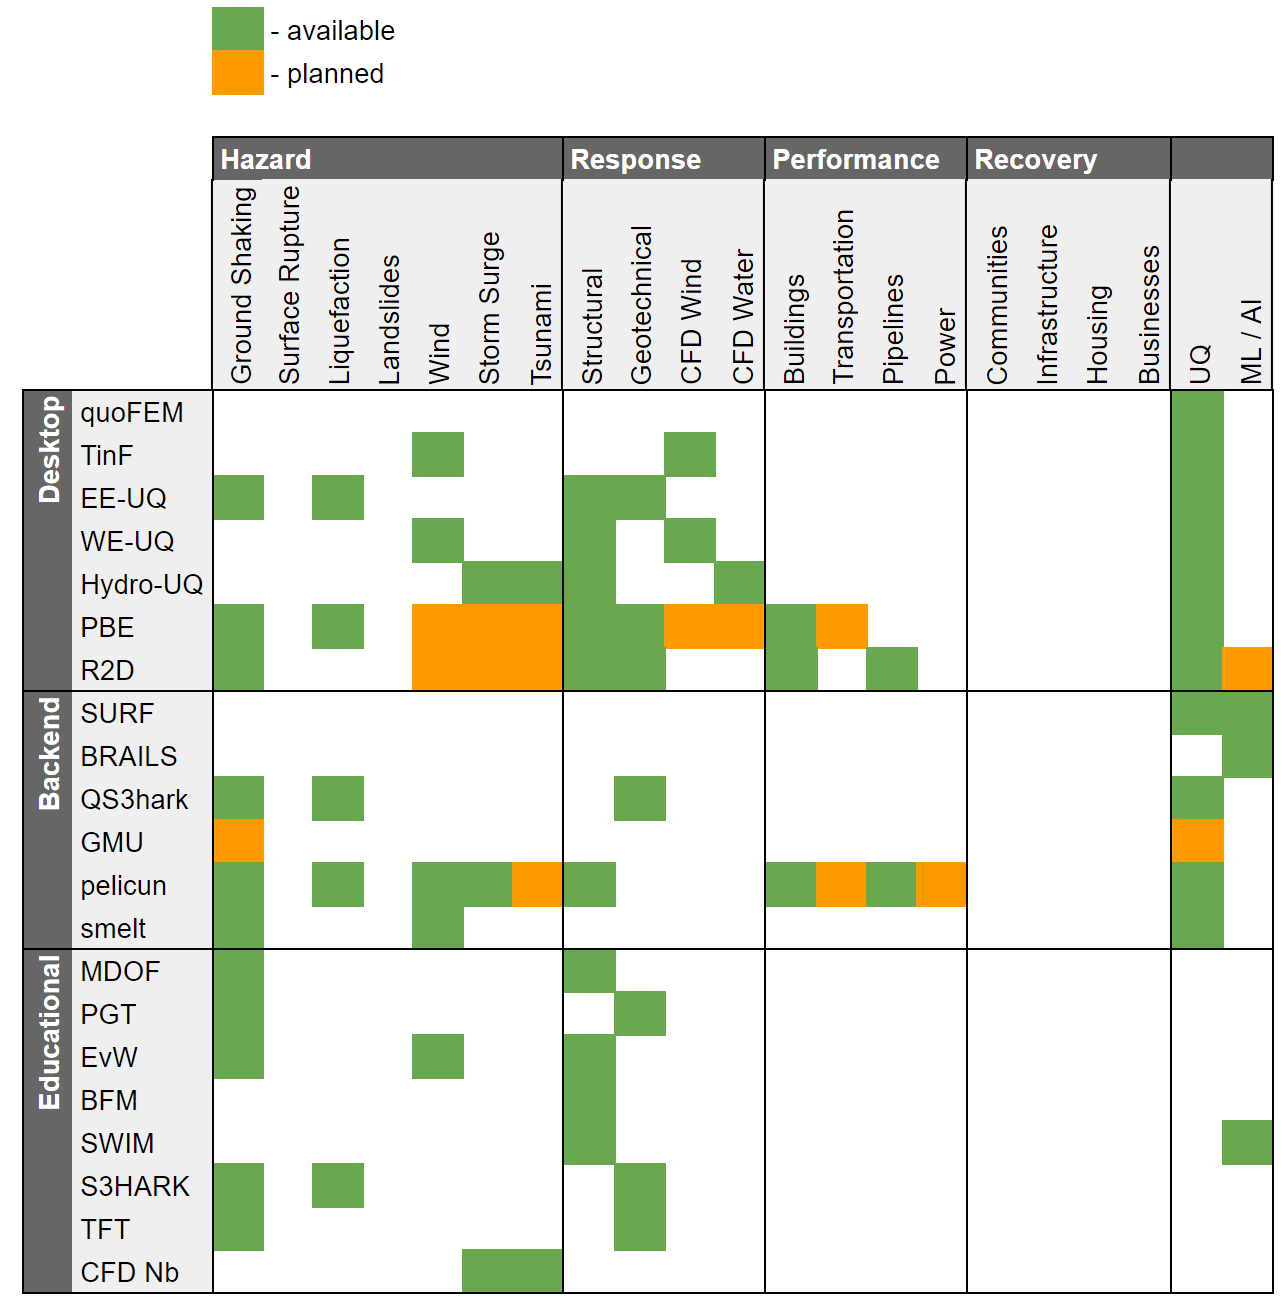 - available
- planned
Hazard
Response
Performance
Recovery
Ground Shaking
Surface Rupture
Liquefaction
Landslides
Wind
Storm Surge
Tsunami
Structural
Geotechnical
CFD Wind
CFD Water
Buildings
Transportation
Pipelines
Power
Communities
Infrastructure
Housing
Businesses
UQ
ML / AI
Desktop
quoFEM
TinF
EE-UQ
WE-UQ
Hydro-UQ
PBE
R2D
Backend
SURF
BRAILS
QS3hark
GMU
pelicun
smelt
Educational
MDOF
PGT
EvW
BFM
SWIM
S3HARK
TFT
CFD Nb